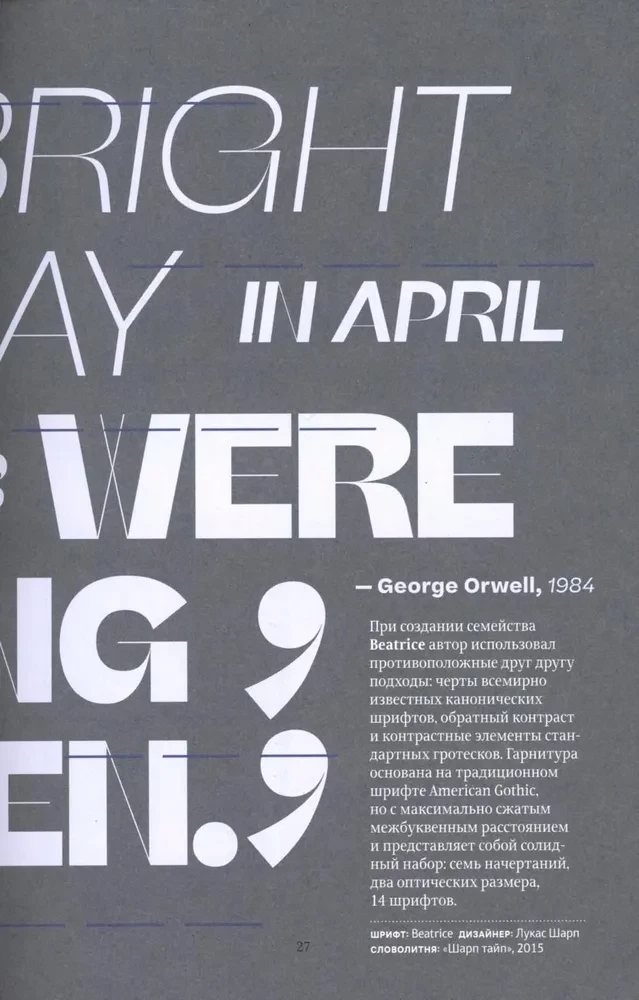 BRIGHT
AY
IN APRIL
WERE
NG ,
EN.,
— George Orwell, 1984
При создании семейства
Beatrice автор использовал
противоположные друг другу
подходы: черты всемирно
известных канонических
шрифтов, обратный контраст
и контрастные элементы стан-
дартных гротесков. Гарнитура
основана на традиционном
шрифте American Gothic,
но с максимально сжатым
межбуквенным расстоянием
и представляет собой солид-
ный набор: семь начертаний,
два оптических размера,
14 шрифтов.
ШРИФТ: Beatrice ДИЗАЙНЕР: Лукас Шарп
СЛОВОЛИТНЯ: «Шарп тайп», 2015
27